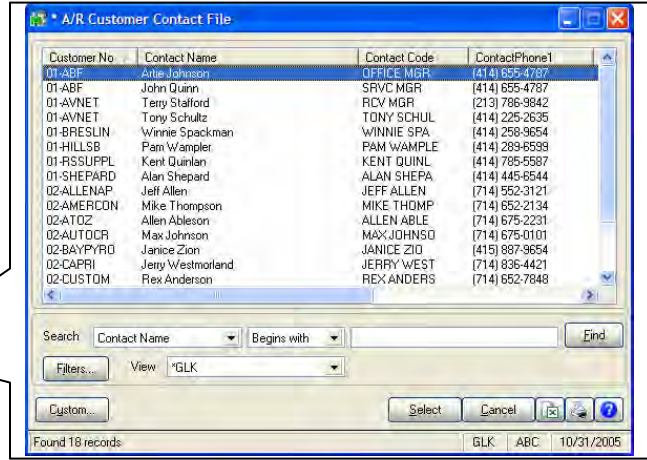 * A/R Customer Contact File
Customer No Contact Name Contact Code ContactPhone1
01-ABF Artie Johnson OFFICE MGR (414) 655-4787
01-ABF John Quinn SRVC MGR (414) 655-4787
01-AVNET Terry Stafford RCV MGR (213) 786-9842
01-AVNET Tony Schultz TONY SCHUL (414) 225-2635
01-BRESLIN Winnie Spackman WINNIE SPA (414) 258-9654
01-HILLSB Pam Wampler PAM WAMPLE (414) 289-6599
01-RSSUPPL Kent Quinlan KENT QUINL (414) 785-5587
01-SHEPARD Alan Shepard ALAN SHEPA (414) 445-6544
02-ALLENAP Jeff Allen JEFF ALLEN (714) 552-3121
02-AMERCON Mike Thompson MIKE THOMP (714) 652-2134
02-ATOZ Allen Ableson ALLEN ABLE (714) 675-2231
02-AUTOCR Max Johnson MAX JOHNSO (714) 675-0101
02-BAYPYRO Janice Zion JANICE ZIO (415) 887-9654
02-CAPRI Jerry Westmorland JERRY WEST (714) 836-4421
02-CUSTOM Rex Anderson REX ANDERS (714) 652-7848
Search Contact Name Begins with Find
Filters... View *GLK
Custom... Select Cancel
Found 18 records GLK ABC 10/31/2005